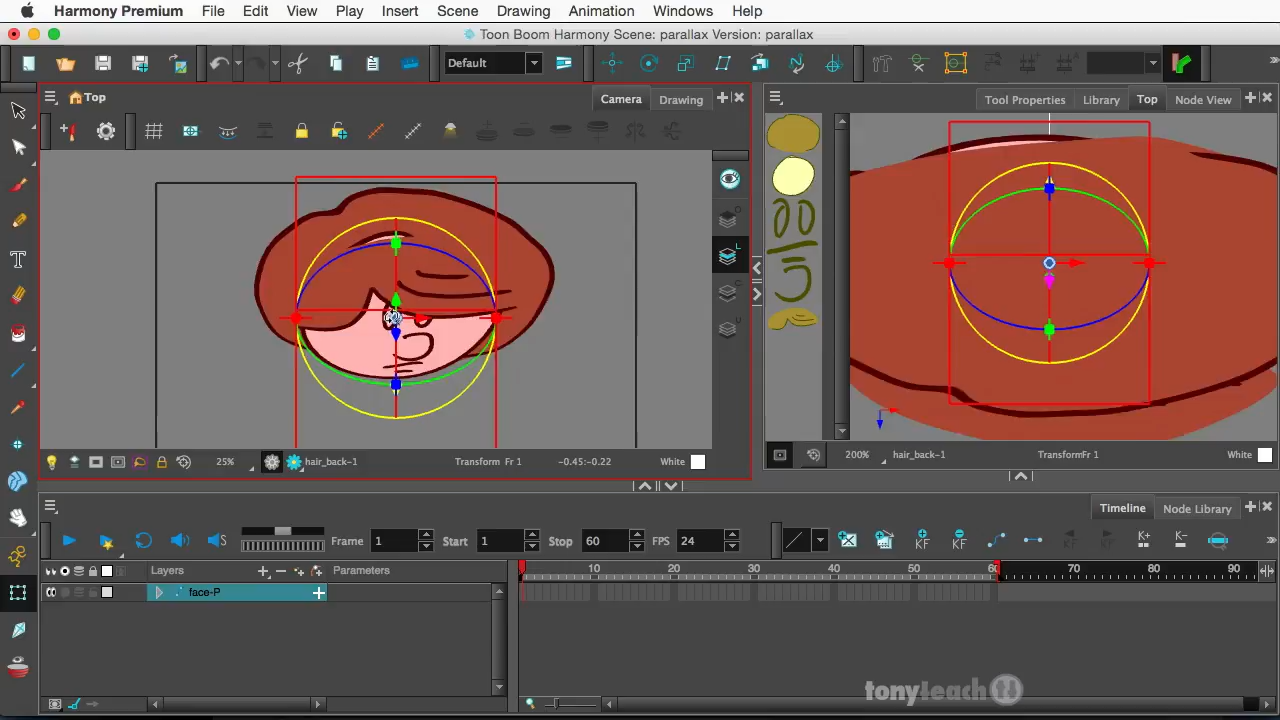 Harmony Premium File Edit View Play Insert Scene Drawing Animation Windows Help
Toon Boom Harmony Scene: parallax Version: parallax
Default
Top Camera Drawing
Tool Properties Library Top Node View
25% hair_back-1 Transform Fr 1 -0.45:-0.22 White
200% hair_back-1 TransformFr 1 White
Timeline Node Library
Frame 1 Start 1 Stop 60 FPS 24
Layers Parameters
10 20 30 40 50 60 70 80 90
face-P
tonyteach